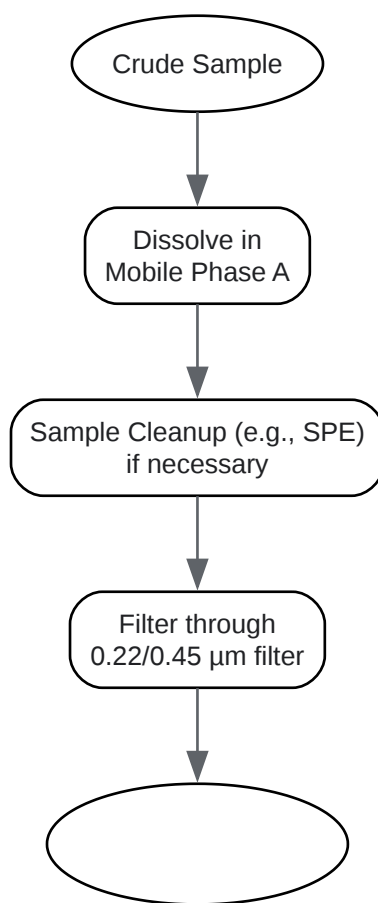 Crude Sample
Dissolve in
Mobile Phase A
Sample Cleanup (e.g., SPE)
if necessary
Filter through
0.22/0.45 µm filter